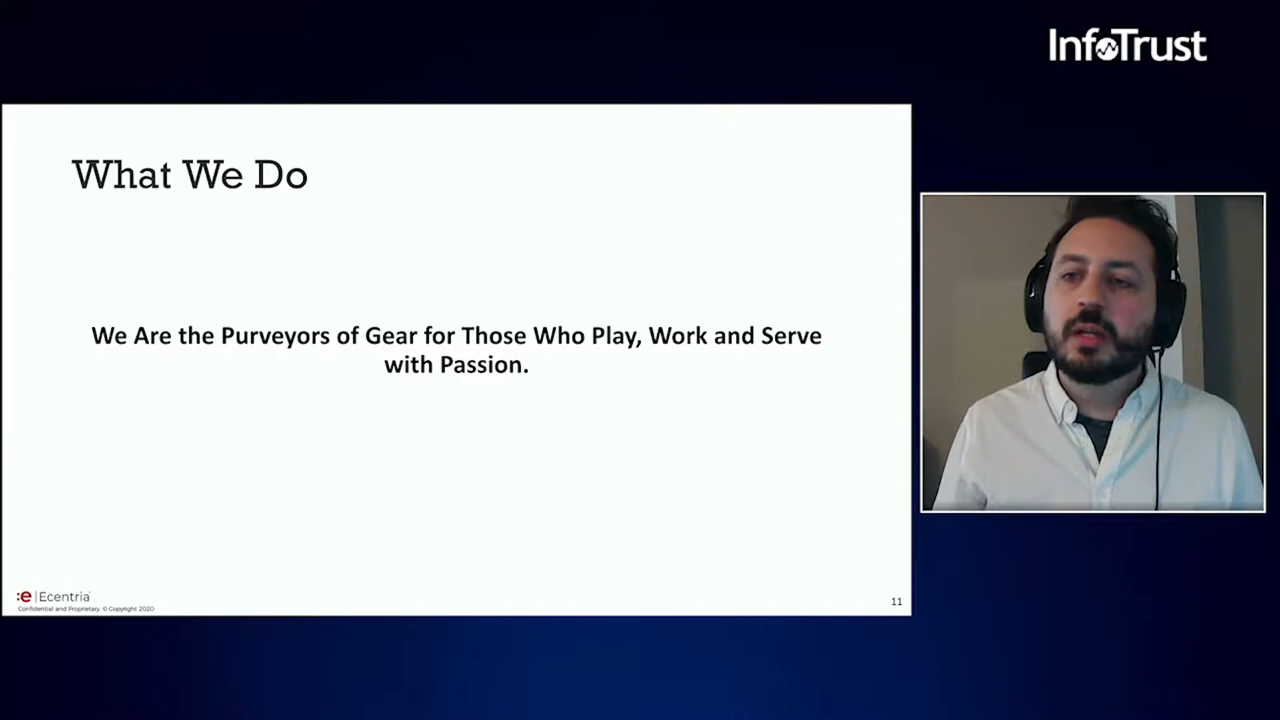 InfoTrust
What We Do
We Are the Purveyors of Gear for Those Who Play, Work and Serve
with Passion.
:e | Ecentria
Confidential and Proprietary. © Copyright 2020
11